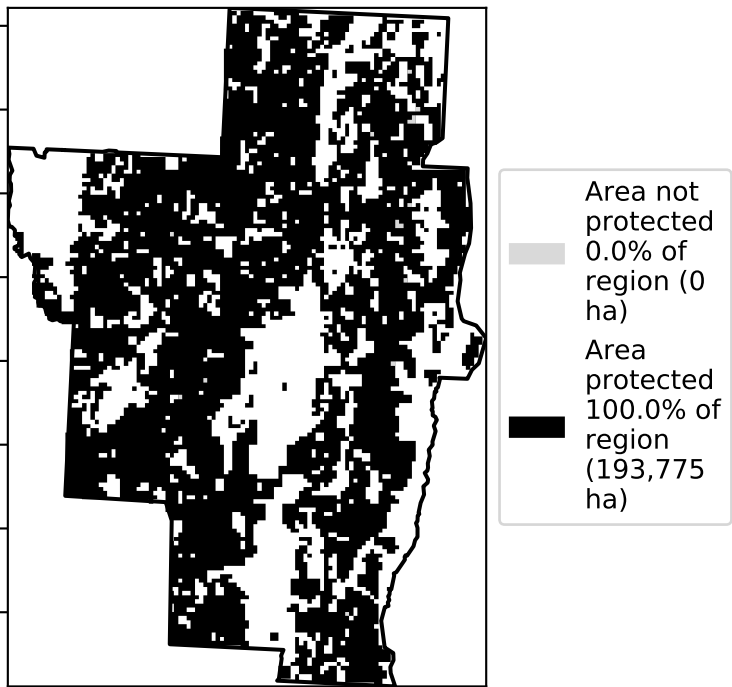 Area not
protected
0.0% of
region (0
ha)
Area
protected
100.0% of
region
(193,775
ha)